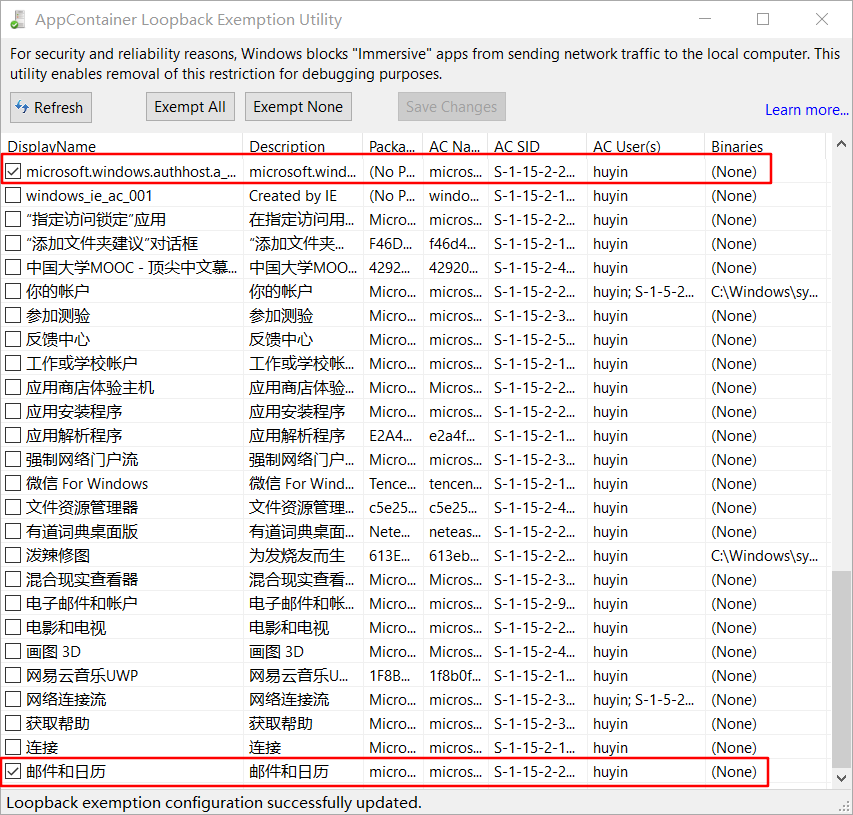 AppContainer Loopback Exemption Utility
For security and reliability reasons, Windows blocks "Immersive" apps from sending network traffic to the local computer. This
utility enables removal of this restriction for debugging purposes.
Refresh Exempt All Exempt None Save Changes Learn more...
DisplayName Description Packa... AC Na... AC SID AC User(s) Binaries
microsoft.windows.authhost.a_... microsoft.wind... (No P... micros... S-1-15-2-2... huyin (None)
windows_ie_ac_001 Created by IE (No P... windo... S-1-15-2-1... huyin (None)
“指定访问锁定”应用 在指定访问用... Micro... micros... S-1-15-2-2... huyin (None)
“添加文件夹建议”对话框 “添加文件夹... F46D... f46d4... S-1-15-2-1... huyin (None)
中国大学MOOC - 顶尖中文慕... 中国大学MOO... 4292... 42920... S-1-15-2-4... huyin (None)
你的帐户 你的帐户 Micro... micros... S-1-15-2-2... huyin; S-1-5-2... C:\Windows\sy...
参加测验 参加测验 Micro... micros... S-1-15-2-3... huyin (None)
反馈中心 反馈中心 Micro... micros... S-1-15-2-5... huyin (None)
工作或学校帐户 工作或学校帐... Micro... micros... S-1-15-2-1... huyin (None)
应用商店体验主机 应用商店体验... Micro... micros... S-1-15-2-2... huyin (None)
应用安装程序 应用安装程序 Micro... micros... S-1-15-2-2... huyin (None)
应用解析程序 应用解析程序 E2A4... e2a4f... S-1-15-2-1... huyin (None)
强制网络门户流 强制网络门户... Micro... micros... S-1-15-2-3... huyin (None)
微信 For Windows 微信 For Wind... Tence... tencen... S-1-15-2-1... huyin (None)
文件资源管理器 文件资源管理... c5e25... c5e25... S-1-15-2-4... huyin (None)
有道词典桌面版 有道词典桌面... Nete... neteas... S-1-15-2-2... huyin (None)
泼辣修图 为发烧友而生 613E... 613eb... S-1-15-2-2... huyin C:\Windows\sy...
混合现实查看器 混合现实查看... Micros... micros... S-1-15-2-3... huyin (None)
电子邮件和帐户 电子邮件和帐... Micro... micros... S-1-15-2-9... huyin (None)
电影和电视 电影和电视 Micro... micros... S-1-15-2-2... huyin (None)
画图 3D 画图 3D Micro... micros... S-1-15-2-4... huyin (None)
网易云音乐UWP 网易云音乐U... 1F8B... 1f8b0f... S-1-15-2-1... huyin (None)
网络连接流 网络连接流 Micro... micros... S-1-15-2-3... huyin; S-1-5-2... (None)
获取帮助 获取帮助 Micro... micros... S-1-15-2-3... huyin (None)
连接 连接 Micro... micros... S-1-15-2-1... huyin (None)
邮件和日历 邮件和日历 micro... micros... S-1-15-2-2... huyin (None)
Loopback exemption configuration successfully updated.